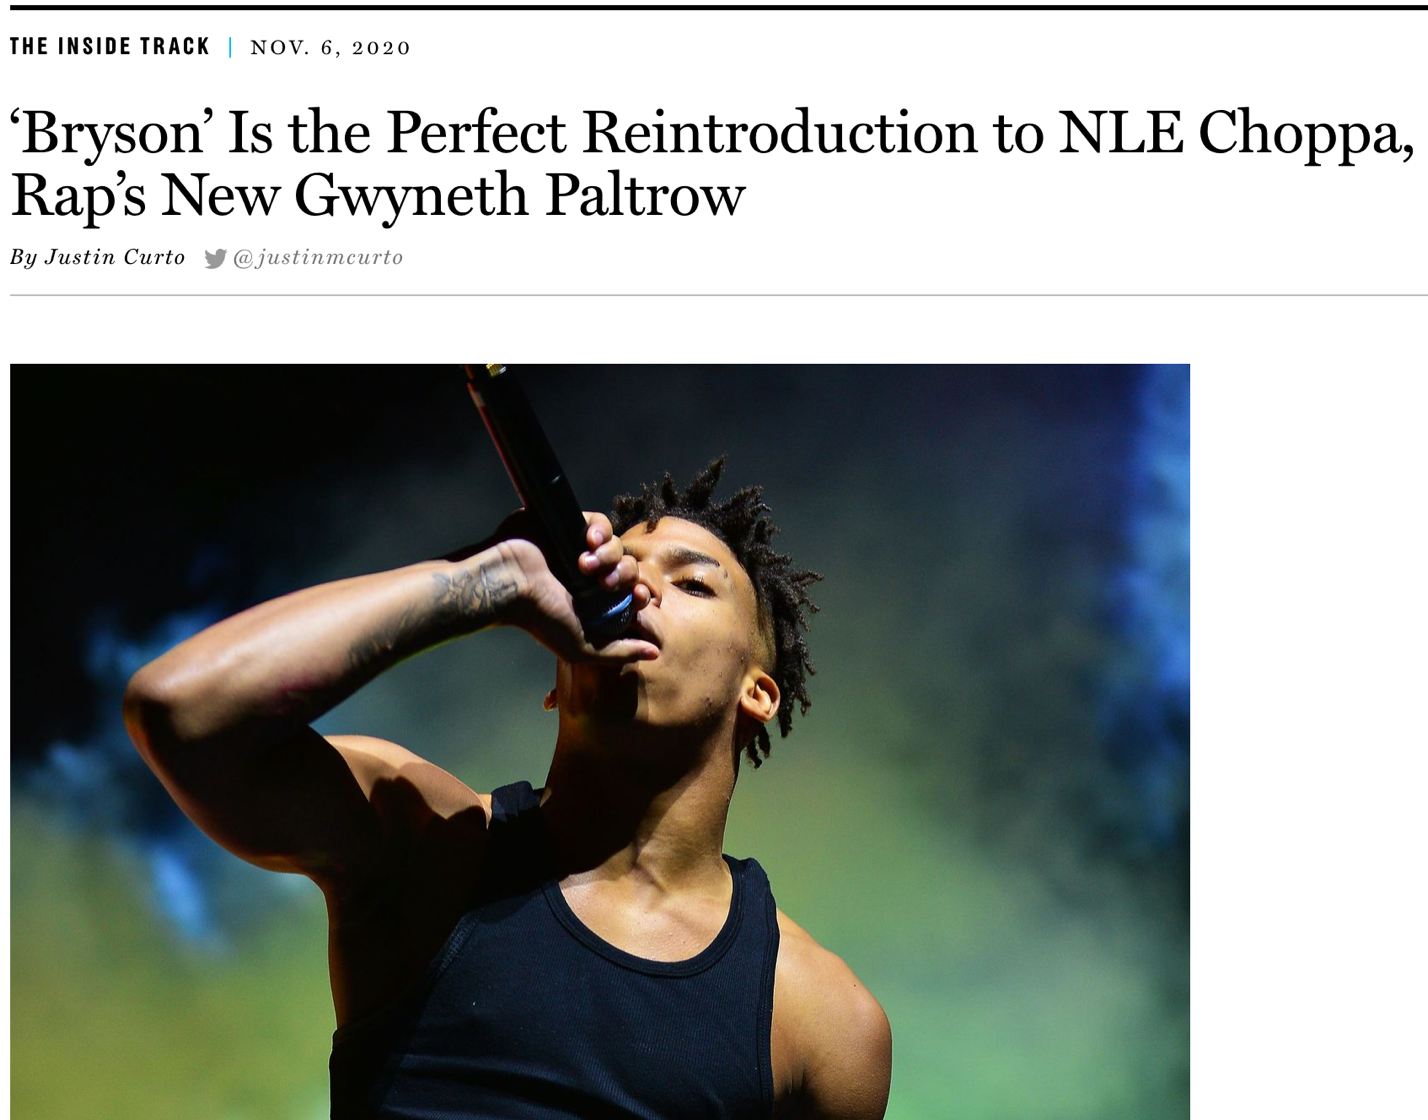 THE INSIDE TRACK | NOV. 6, 2020
‘Bryson’ Is the Perfect Reintroduction to NLE Choppa,
Rap’s New Gwyneth Paltrow
By Justin Curto @justinmcurto